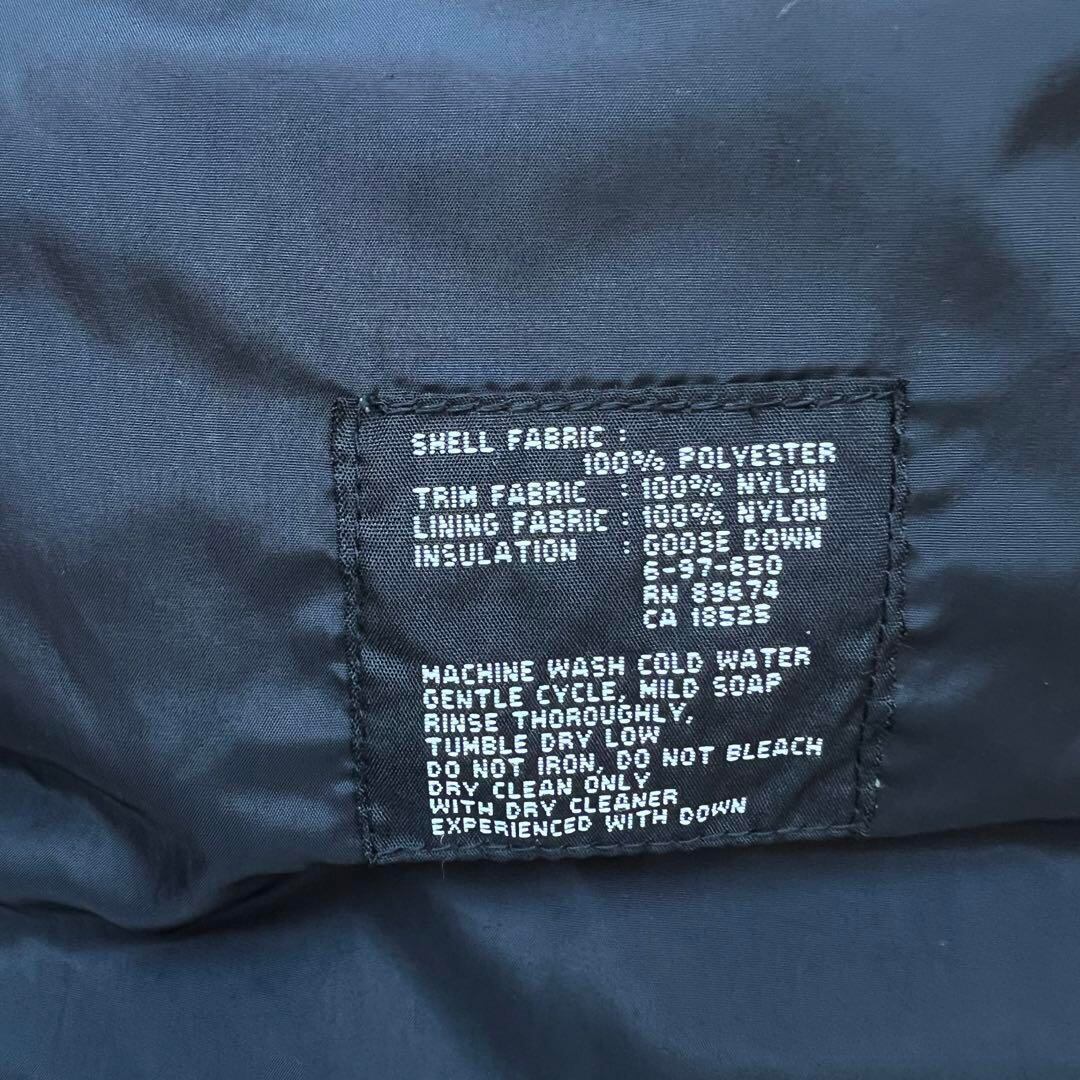 SHELL FABRIC :
100% POLYESTER
TRIM FABRIC : 100% NYLON
LINING FABRIC : 100% NYLON
INSULATION : GOOSE DOWN
6-97-650
RN 89674
CA 18525
MACHINE WASH COLD WATER
GENTLE CYCLE, MILD SOAP
RINSE THOROUGHLY,
TUMBLE DRY LOW
DO NOT IRON, DO NOT BLEACH
DRY CLEAN ONLY
WITH DRY CLEANER
EXPERIENCED WITH DOWN